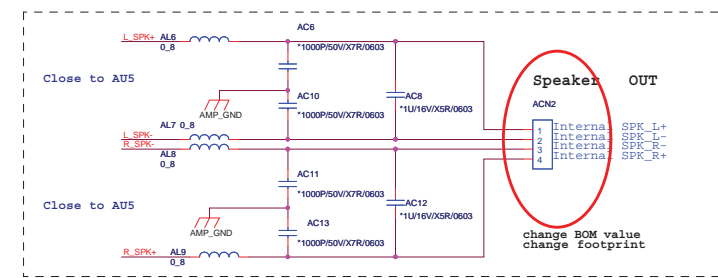 AC6
L_SPK+ AL6
0_8
*1000P/50V/X7R/0603
Close to AU5
Speaker OUT
AC10
AC8
ACN2
*1000P/50V/X7R/0603
*1U/16V/X5R/0603
AMP_GND
AL7 0_8
1 Internal SPK_L+
L_SPK-
2 Internal SPK_L-
R_SPK-
3 Internal SPK_R-
AL8
4 Internal SPK_R+
0_8
AC11
*1000P/50V/X7R/0603
AC12
Close to AU5
*1U/16V/X5R/0603
AC13
AMP_GND
change BOM value
*1000P/50V/X7R/0603
change footprint
R_SPK+ AL9
0_8